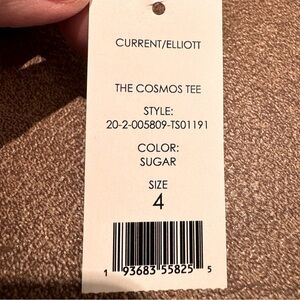 CURRENT/ELLIOTT
THE COSMOS TEE
STYLE:
20-2-005809-TS01191
COLOR:
SUGAR
SIZE
4
1 93683 55825 5